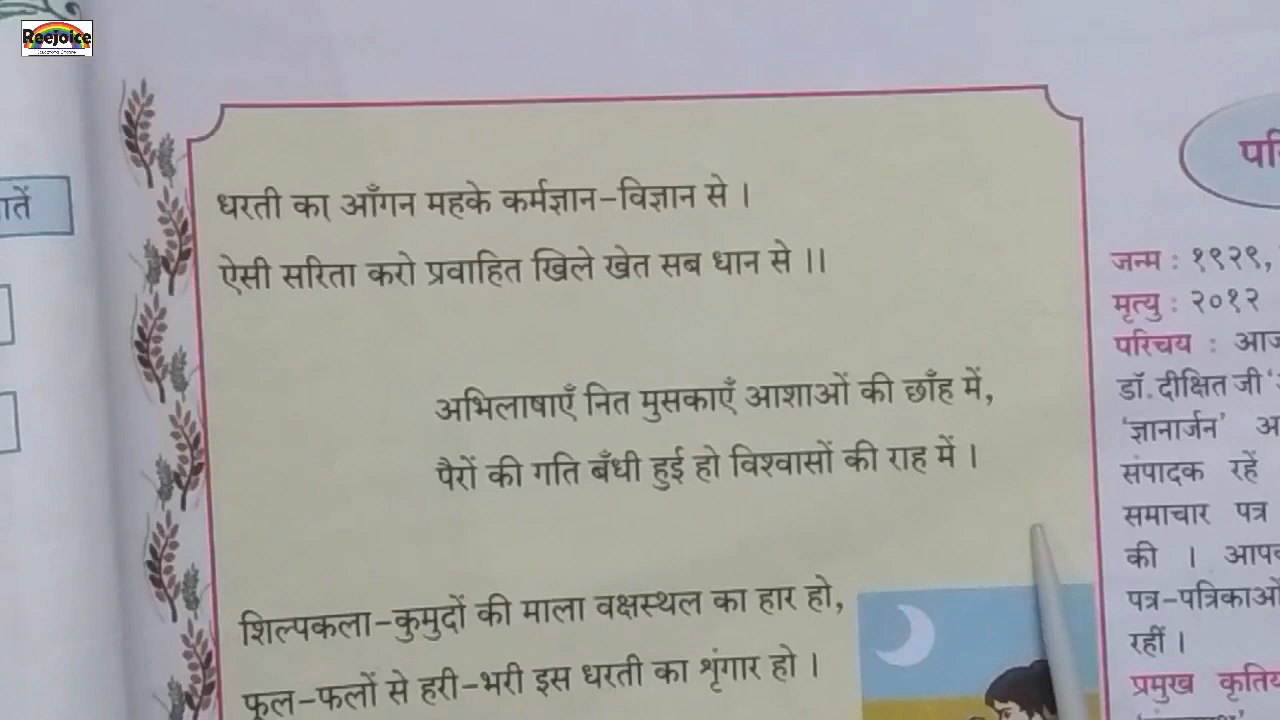 Reejoice
Educational Channel
धरती का आँगन महके कर्मज्ञान-विज्ञान से ।
ऐसी सरिता करो प्रवाहित खिले खेत सब धान से ।।
अभिलाषाएँ नित मुसकाएँ आशाओं की छाँह में,
पैरों की गति बँधी हुई हो विश्वासों की राह में ।
शिल्पकला-कुमुदों की माला वक्षस्थल का हार हो,
फूल-फलों से हरी-भरी इस धरती का शृंगार हो ।
जन्म : १९२९,
मृत्यु : २०१२
परिचय :
डॉ. दीक्षित जी
'ज्ञानार्जन'
संपादक रहें
समाचार पत्र
की ।
पत्र-पत्रिकाओं
रहीं ।
प्रमुख